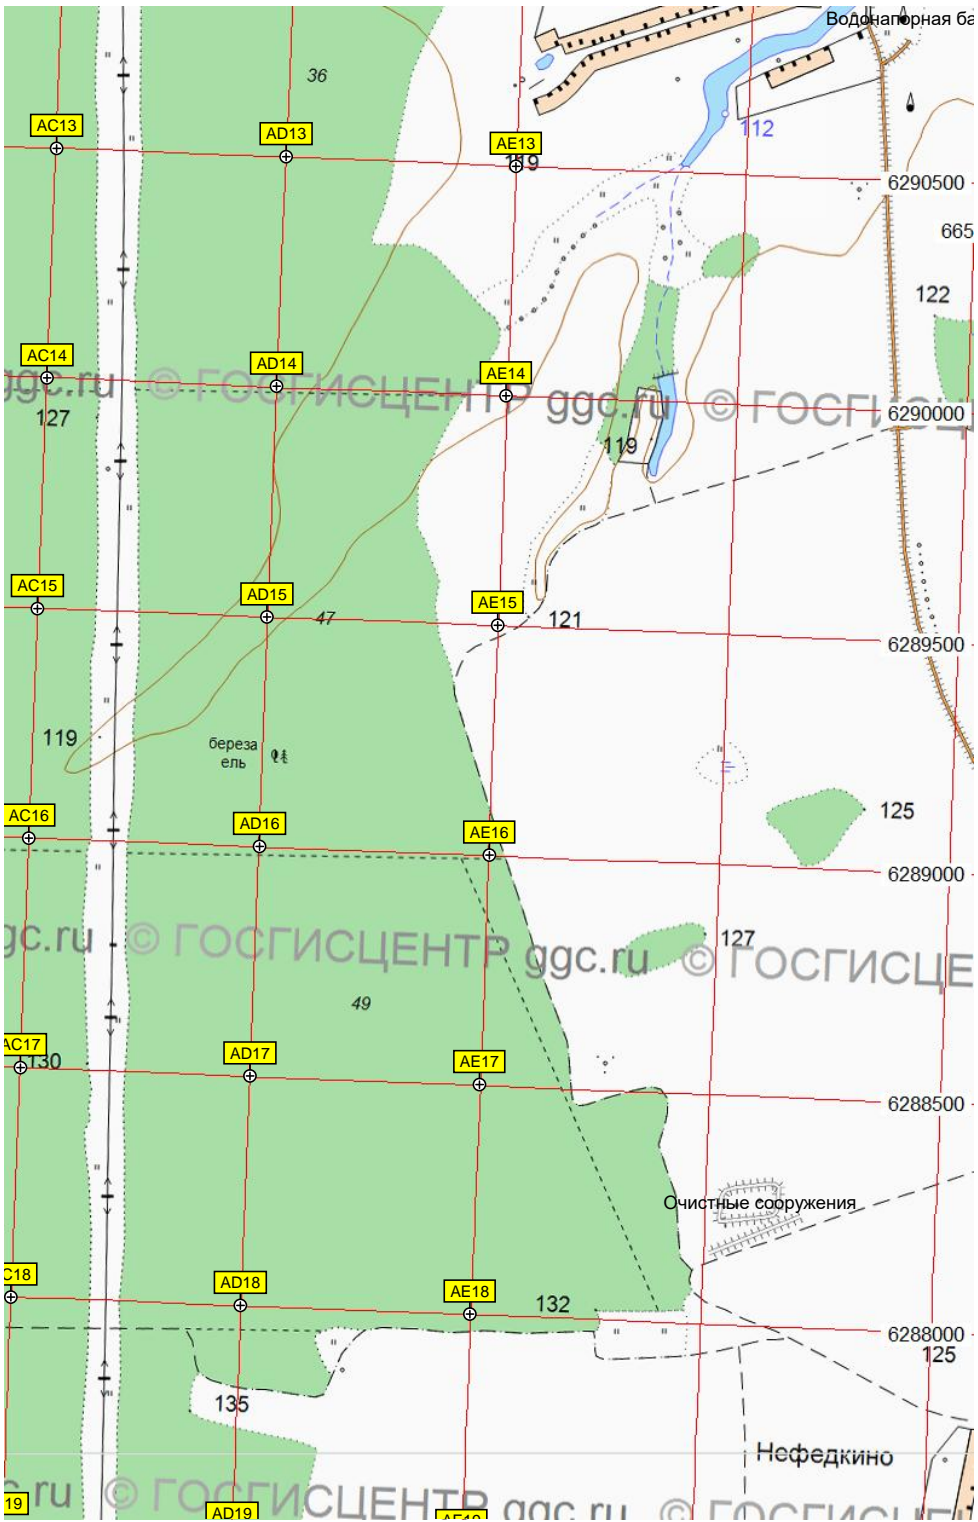 Водонапорная ба
36
AC13
AD13
AE13
119
112
6290500
665
122
AC14
AD14
AE14
ggc.ru © ГОСГИСЦЕНТР ggc.ru © ГОСГИС
6290000
127
119
AC15
AD15
AE15
47
121
6289500
119
береза
ель
125
AC16
AD16
AE16
6289000
gc.ru © ГОСГИСЦЕНТР ggc.ru © ГОСГИСЦЕ
127
49
AC17
AD17
AE17
130
6288500
Очистные сооружения
C18
AD18
AE18
132
6288000
125
135
Нефедкино
.ru © ГОСГИСЦЕНТР ggc.ru © ГОСГИСЦЕ
19
AD19